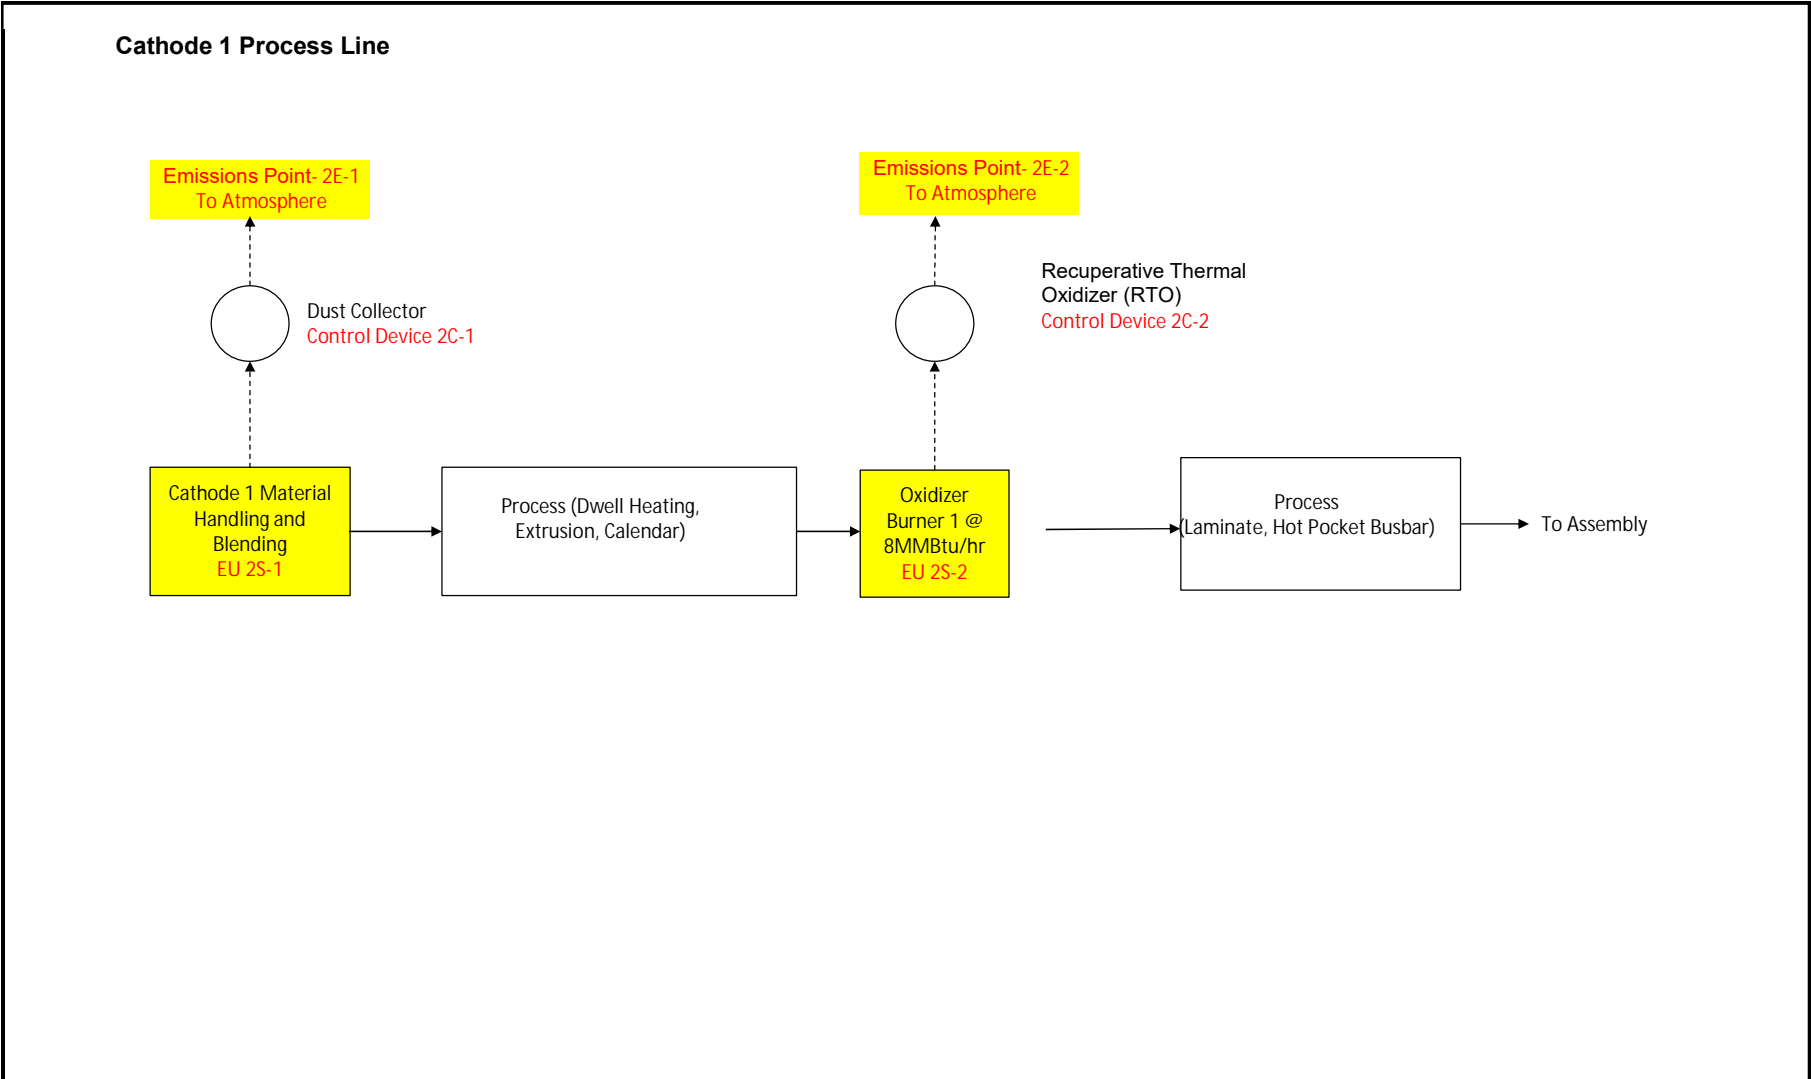 Cathode 1 Process Line
Emissions Point- 2E-1
To Atmosphere
Emissions Point- 2E-2
To Atmosphere
Dust Collector
Control Device 2C-1
Recuperative Thermal
Oxidizer (RTO)
Control Device 2C-2
Cathode 1 Material
Handling and
Blending
EU 2S-1
Process (Dwell Heating,
Extrusion, Calendar)
Oxidizer
Burner 1 @
8MMBtu/hr
EU 2S-2
Process
(Laminate, Hot Pocket Busbar)
To Assembly